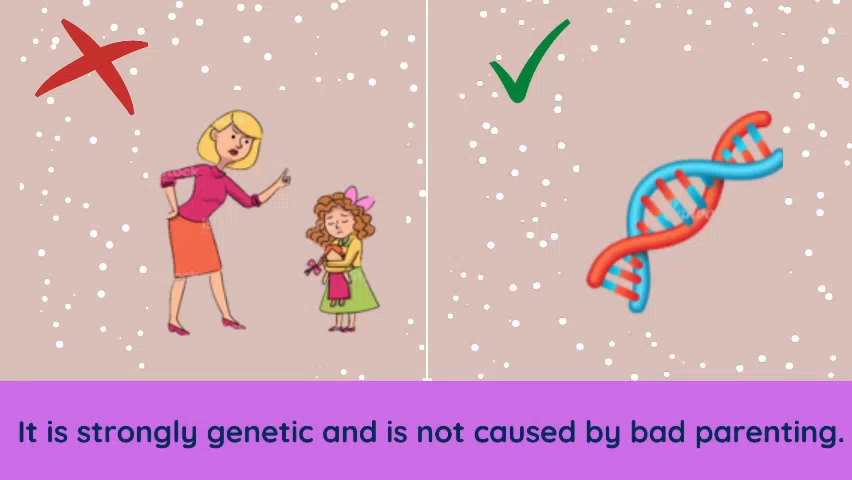 It is strongly genetic and is not caused by bad parenting.